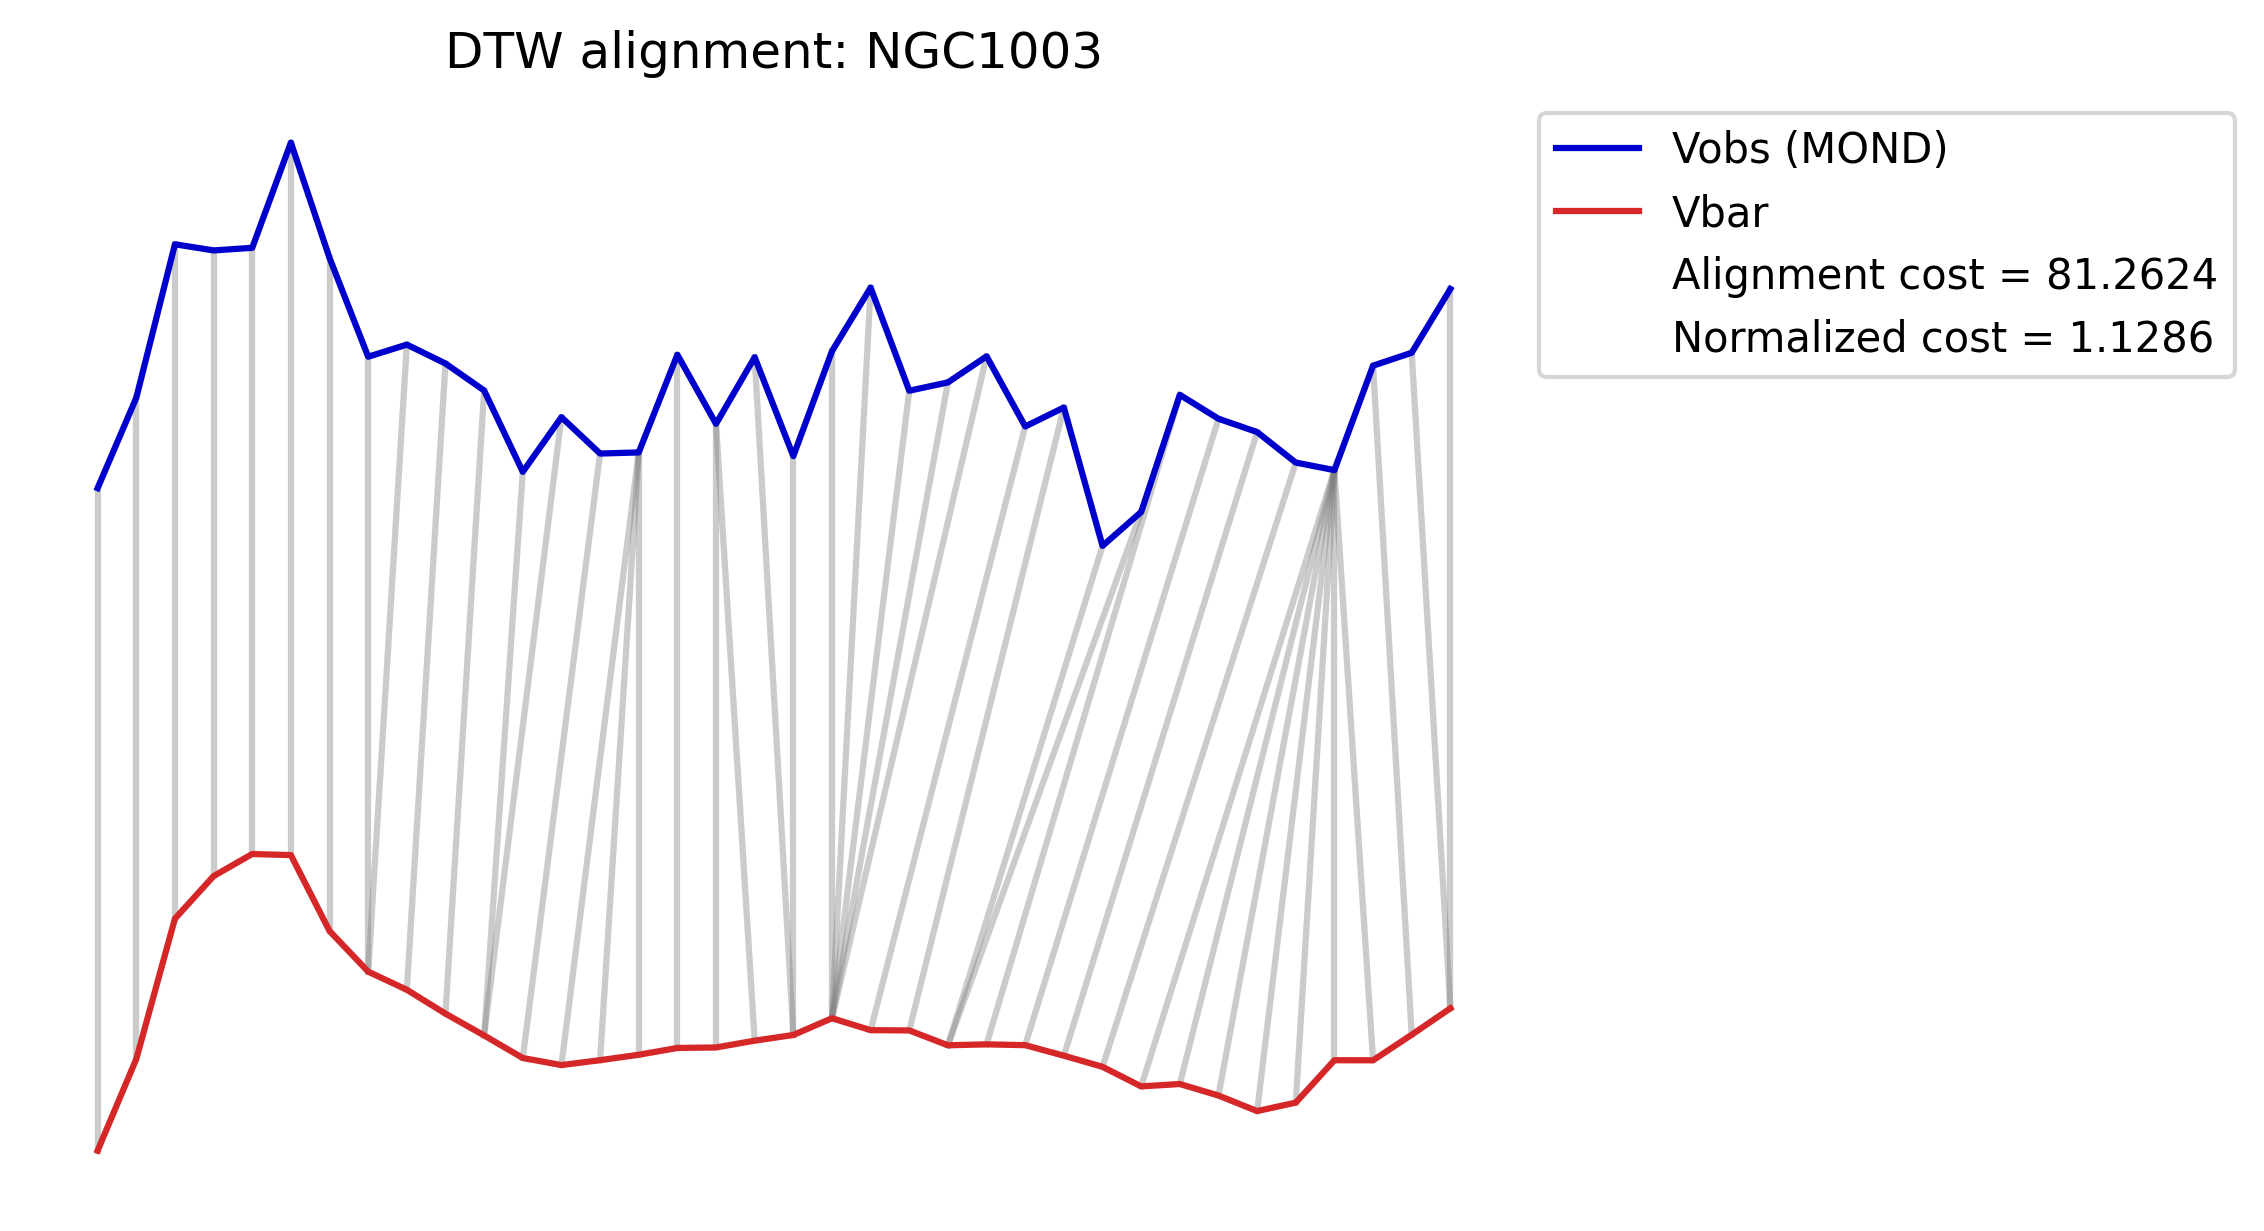 DTW alignment: NGC1003
Vobs (MOND)
Vbar
Alignment cost = 81.2624
Normalized cost = 1.1286